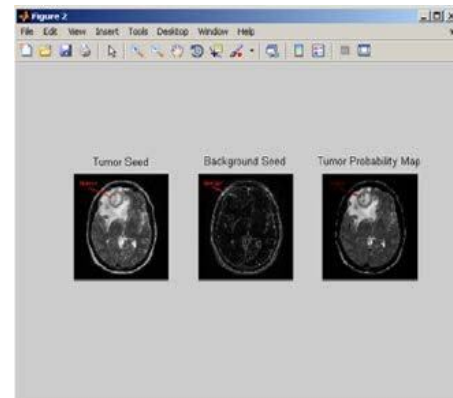 Figure 2
File Edit View Insert Tools Desktop Window Help
Tumor Seed Background Seed Tumor Probability Map